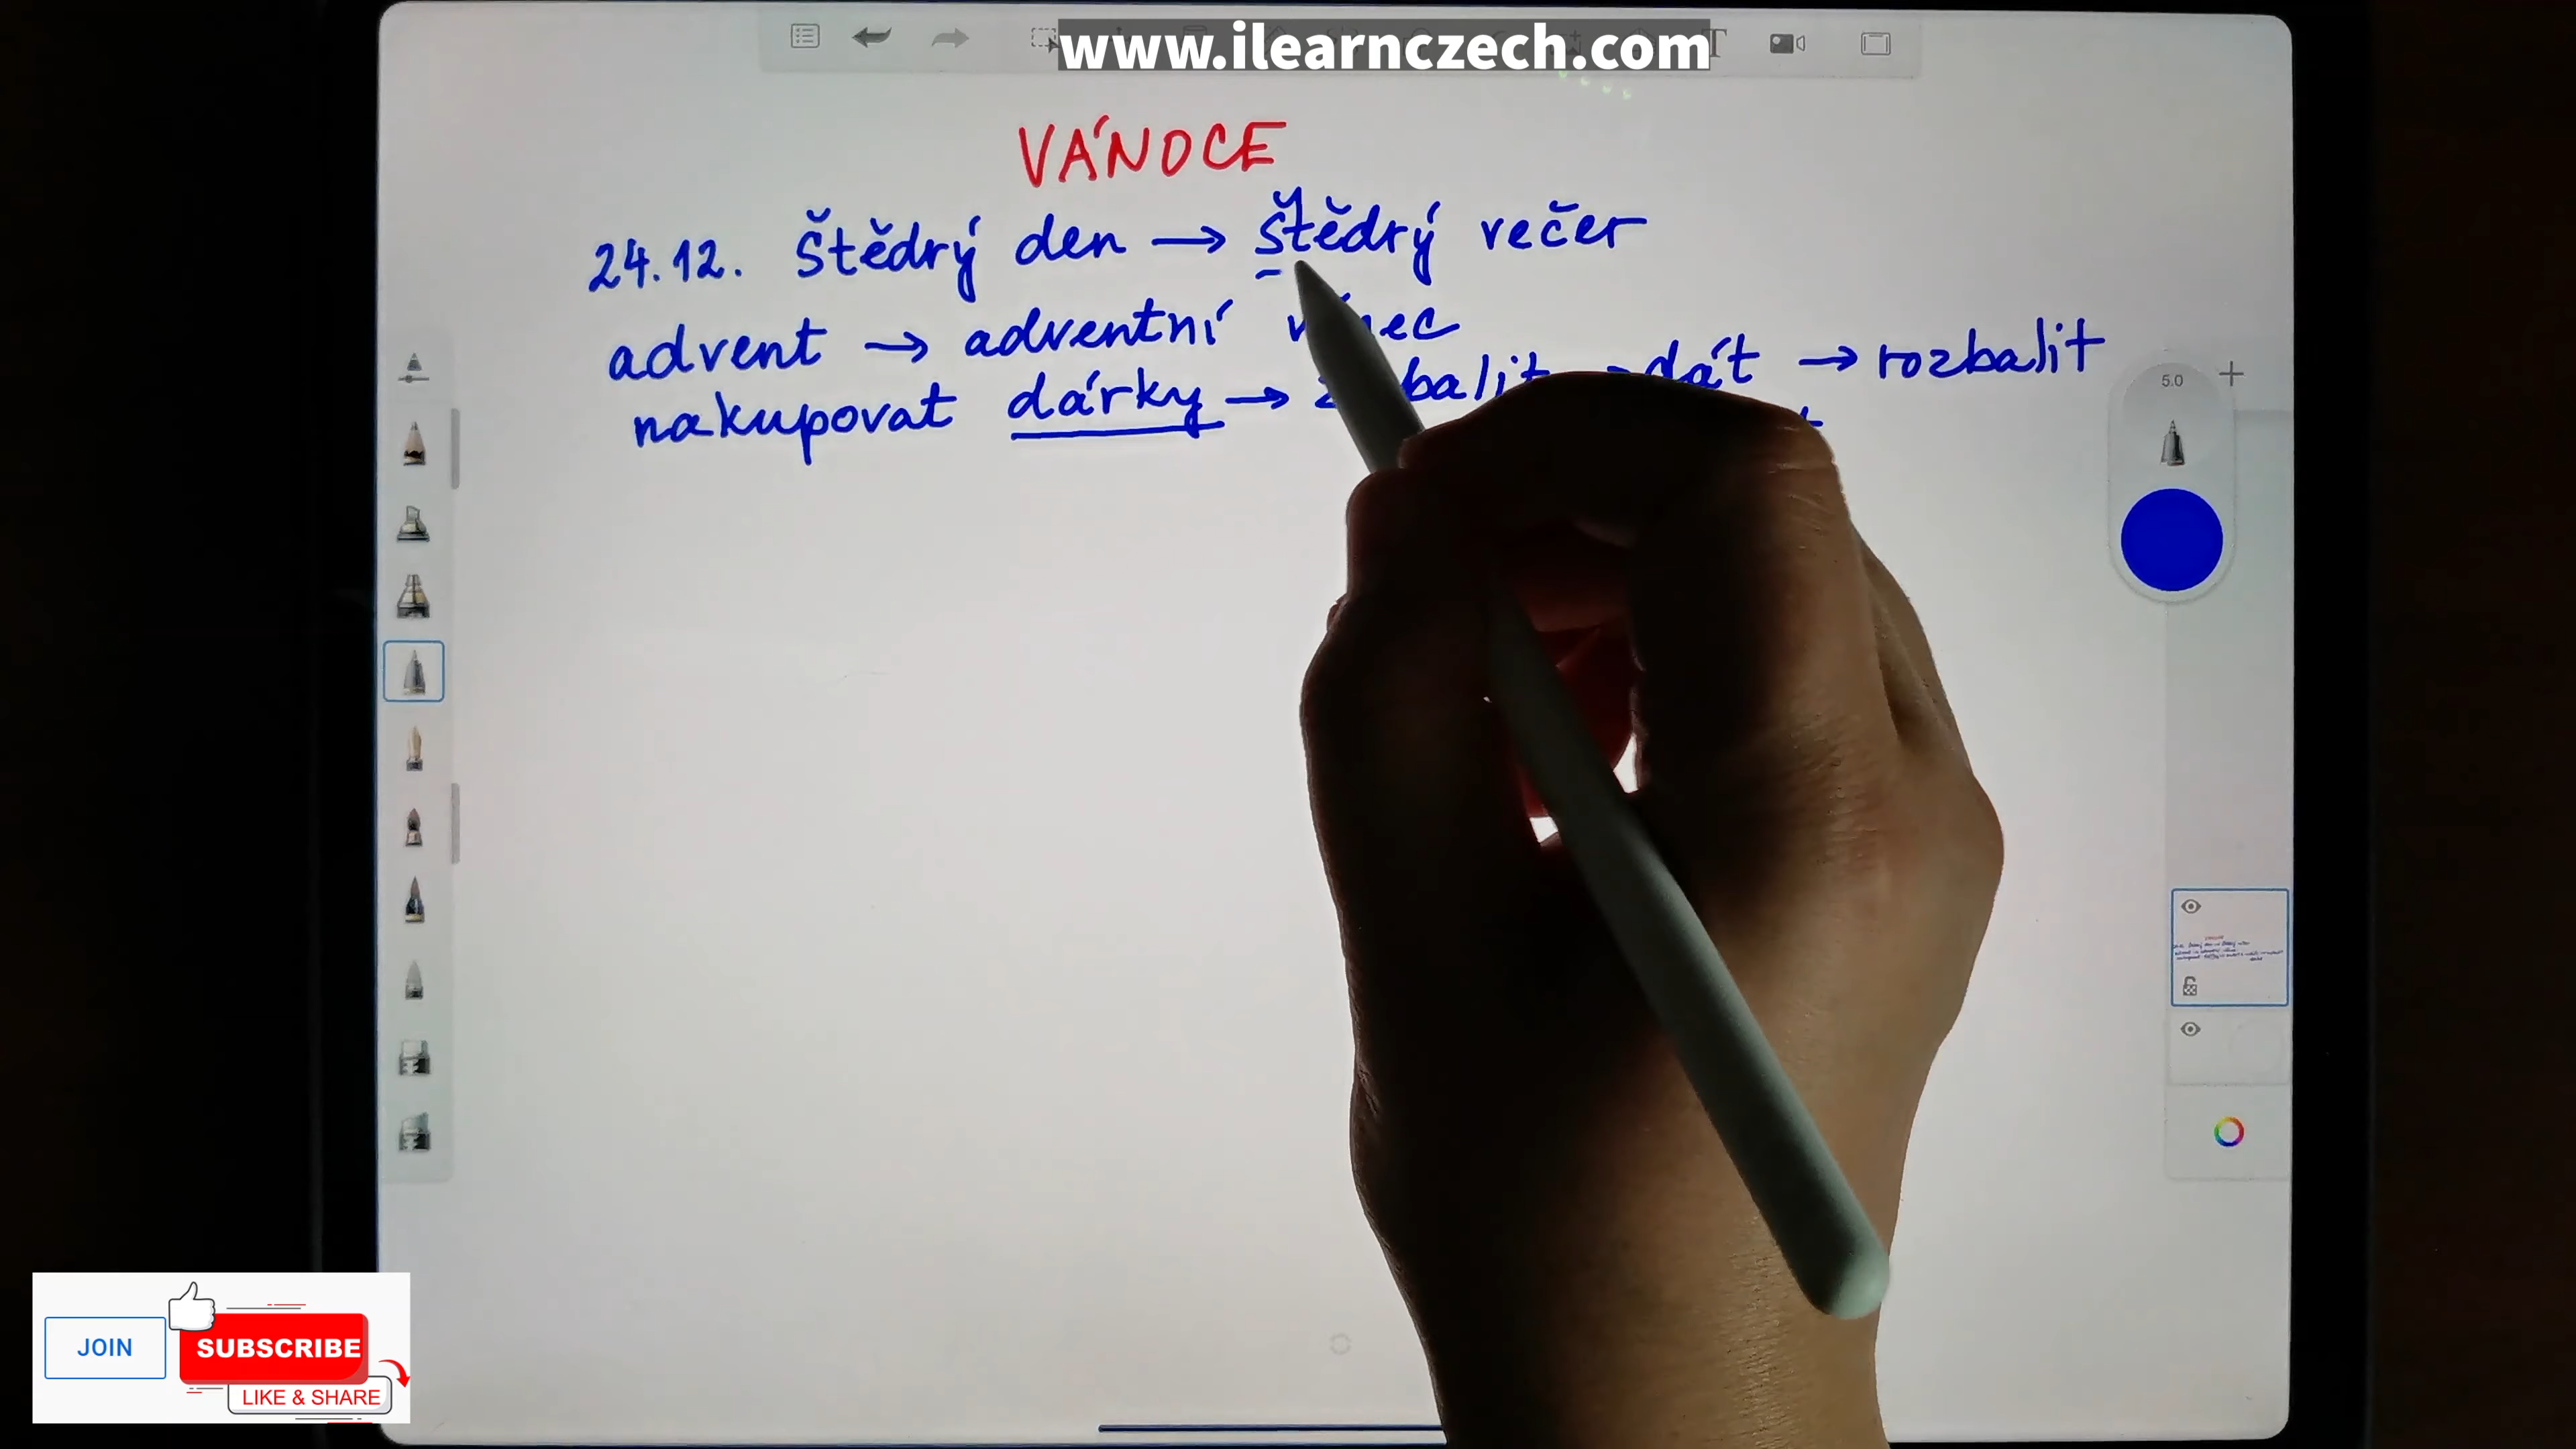 www.ilearnczech.com
VÁNOCE
24.12. Štědrý den → štědrý večer
advent → adventní
nakupovat dárky → → dát → rozbalit
5.0
JOIN
SUBSCRIBE
LIKE & SHARE